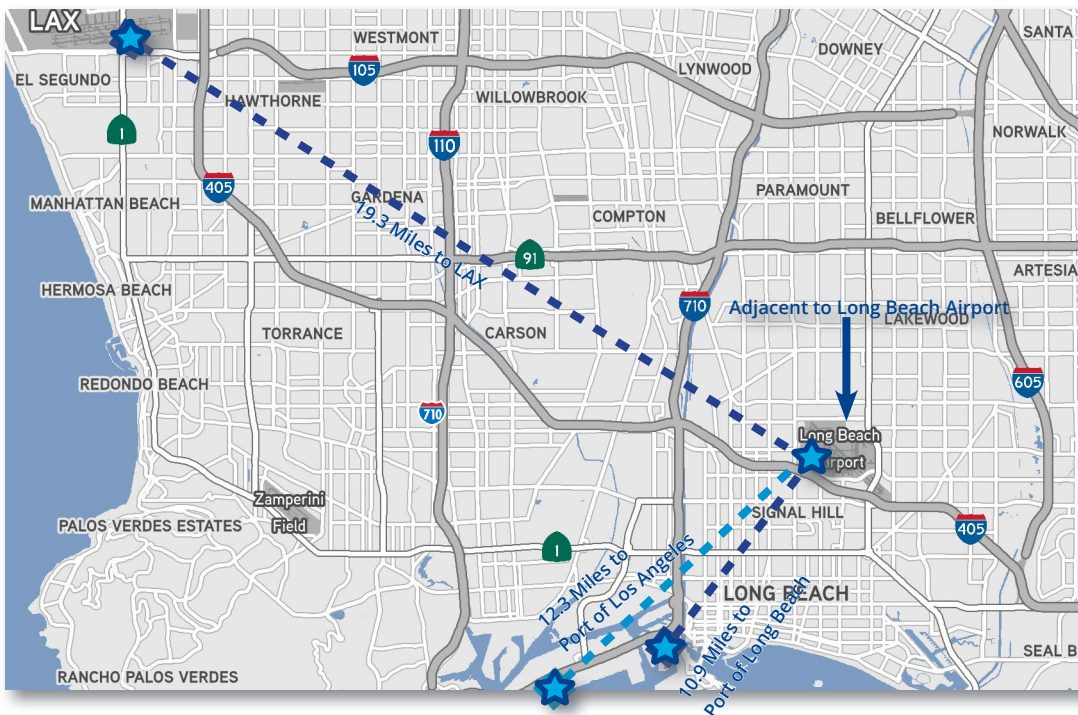 LAX
WESTMONT
SANTA
DOWNEY
EL SEGUNDO
105
LYNWOOD
HAWTHORNE
WILLOWBROOK
1
110
NORWALK
405
GARDENA
PARAMOUNT
MANHATTAN BEACH
COMPTON
BELLFLOWER
19.3 Miles to LAX
91
ARTESIA
HERMOSA BEACH
710
Adjacent to Long Beach Airport
LAKEWOOD
TORRANCE
CARSON
REDONDO BEACH
605
710
Long Beach
Airport
Zamperini
Field
PALOS VERDES ESTATES
SIGNAL HILL
405
1
12.3 Miles to
Port of Los Angeles
LONG BEACH
10.9 Miles to
Port of Long Beach
SEAL B
RANCHO PALOS VERDES